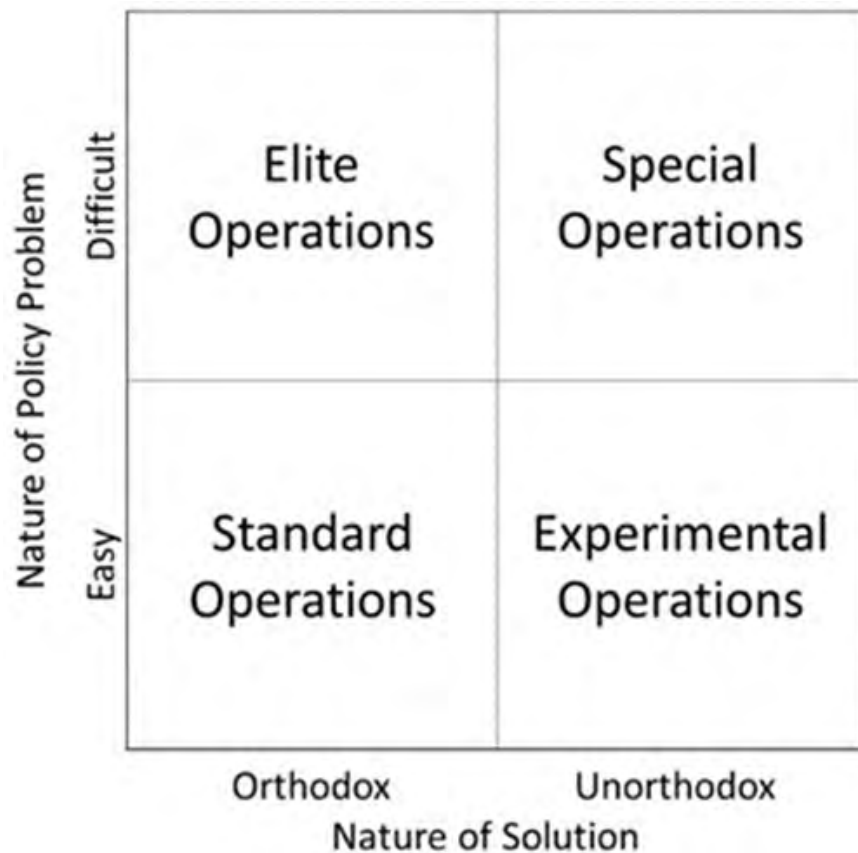 Nature of Policy Problem
Difficult
Easy
Elite
Operations
Special
Operations
Standard
Operations
Experimental
Operations
Orthodox
Unorthodox
Nature of Solution